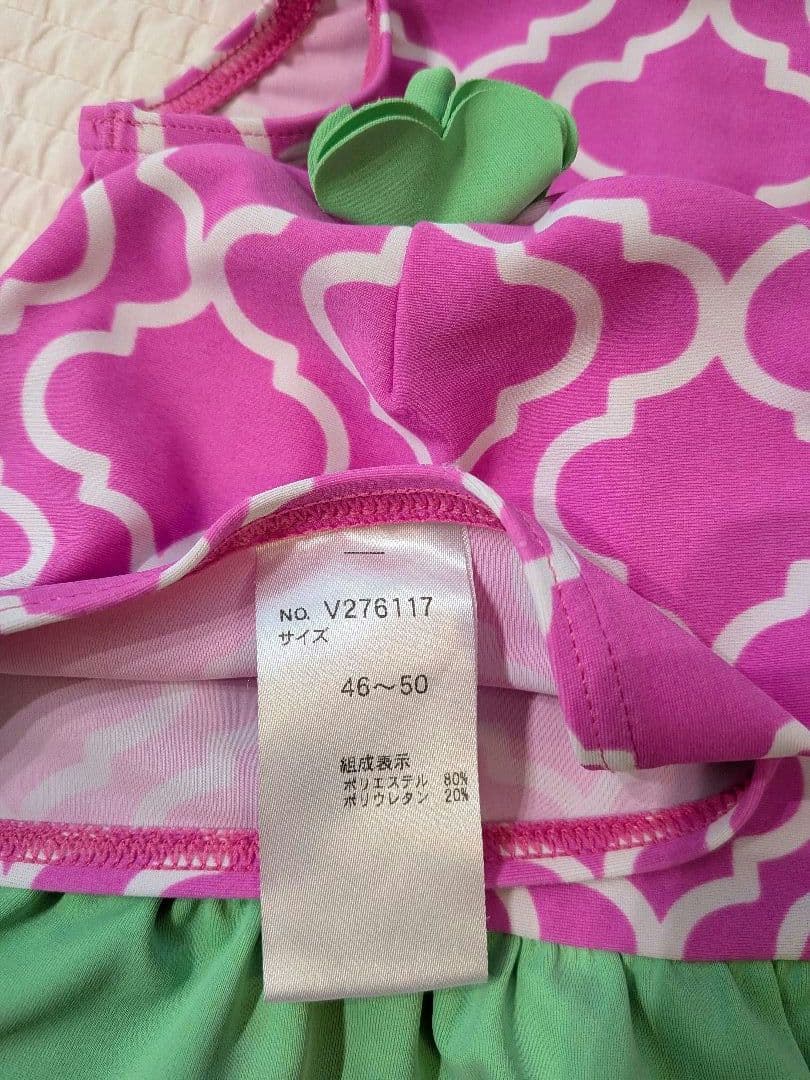 NO. V276117
サイズ
46～50
組成表示
ポリエステル 80%
ポリウレタン 20%